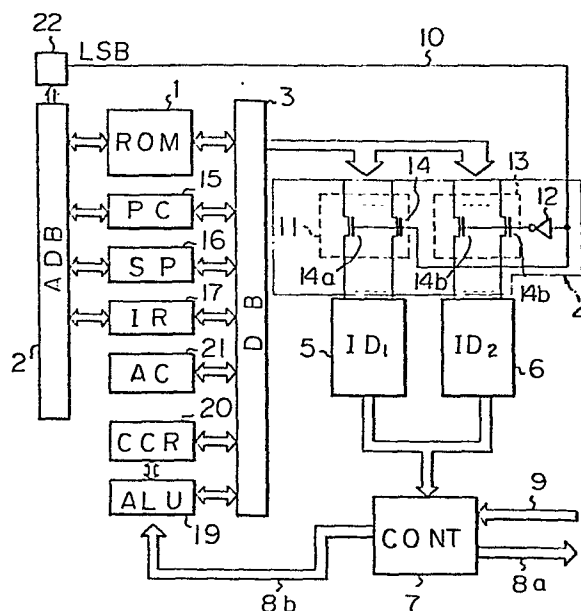 22
LSB
10
1
3
ROM
14
13
12
15
PC
11
16
SP
14a
14b
14b
4
17
IR
ADB
DB
2
21
AC
5
ID1
ID2
6
20
CCR
ALU
19
9
CONT
8b
7
8a